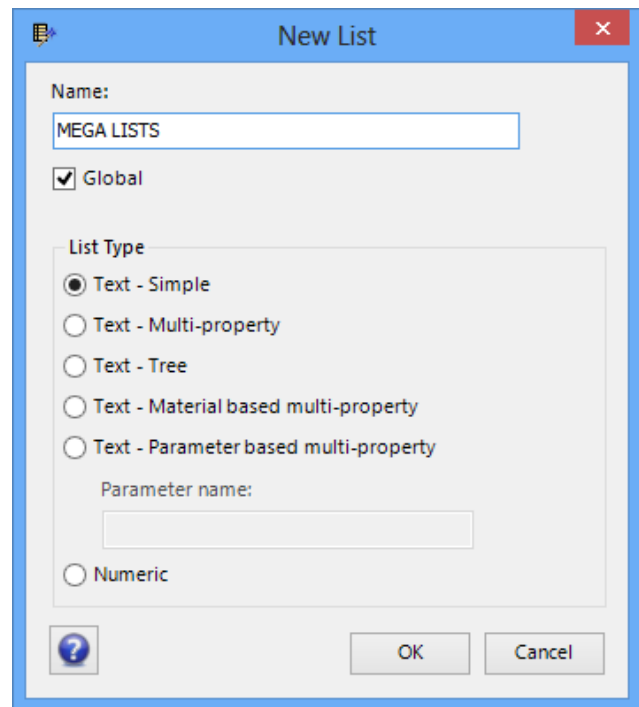 New List
Name:
MEGA LISTS
Global
List Type
Text - Simple
Text - Multi-property
Text - Tree
Text - Material based multi-property
Text - Parameter based multi-property
Parameter name:
Numeric
OK Cancel